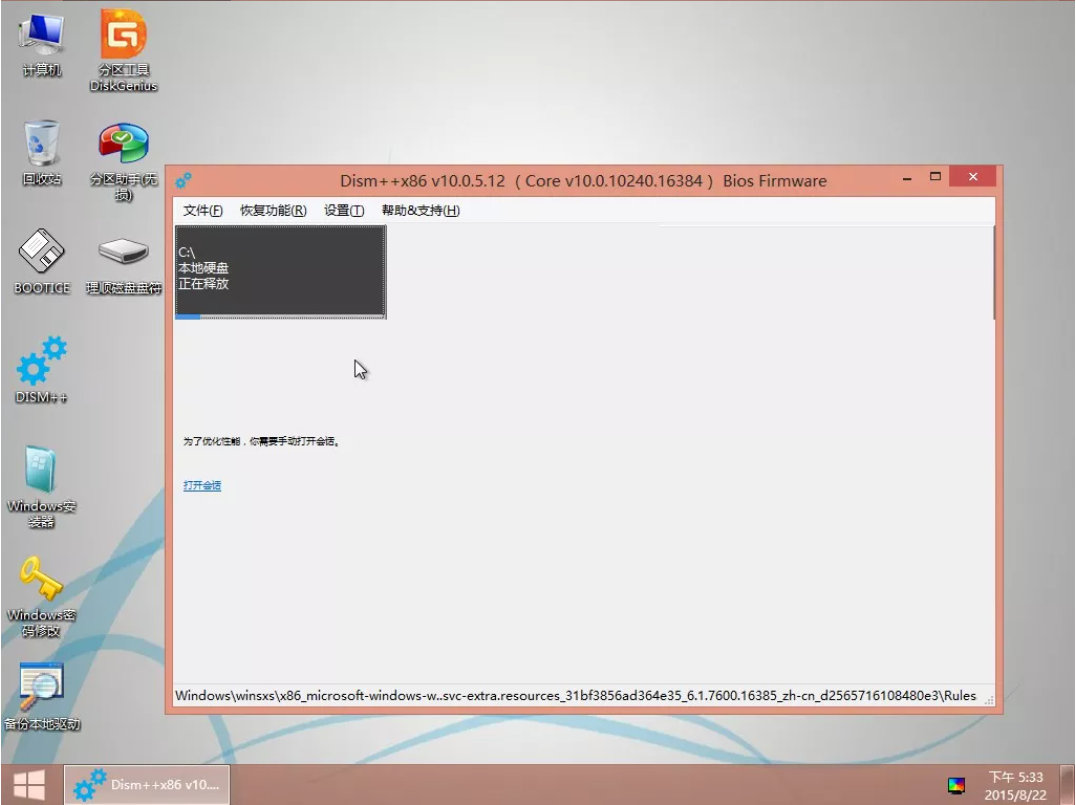 计算机
分区工具
DiskGenius
回收站
分区助手(无
损)
BOOTICE
理顺磁盘盘符
DISM++
Windows安
装器
Windows密
码修改
备份本地驱动
Dism++x86 v10.0.5.12 ( Core v10.0.10240.16384 ) Bios Firmware
文件(F) 恢复功能(R) 设置(T) 帮助&支持(H)
C:\
本地硬盘
正在释放
为了优化性能，你需要手动打开会话。
打开会话
Windows\winsxs\x86_microsoft-windows-w..svc-extra.resources_31bf3856ad364e35_6.1.7600.16385_zh-cn_d2565716108480e3\Rules
Dism++x86 v10....
下午 5:33
2015/8/22